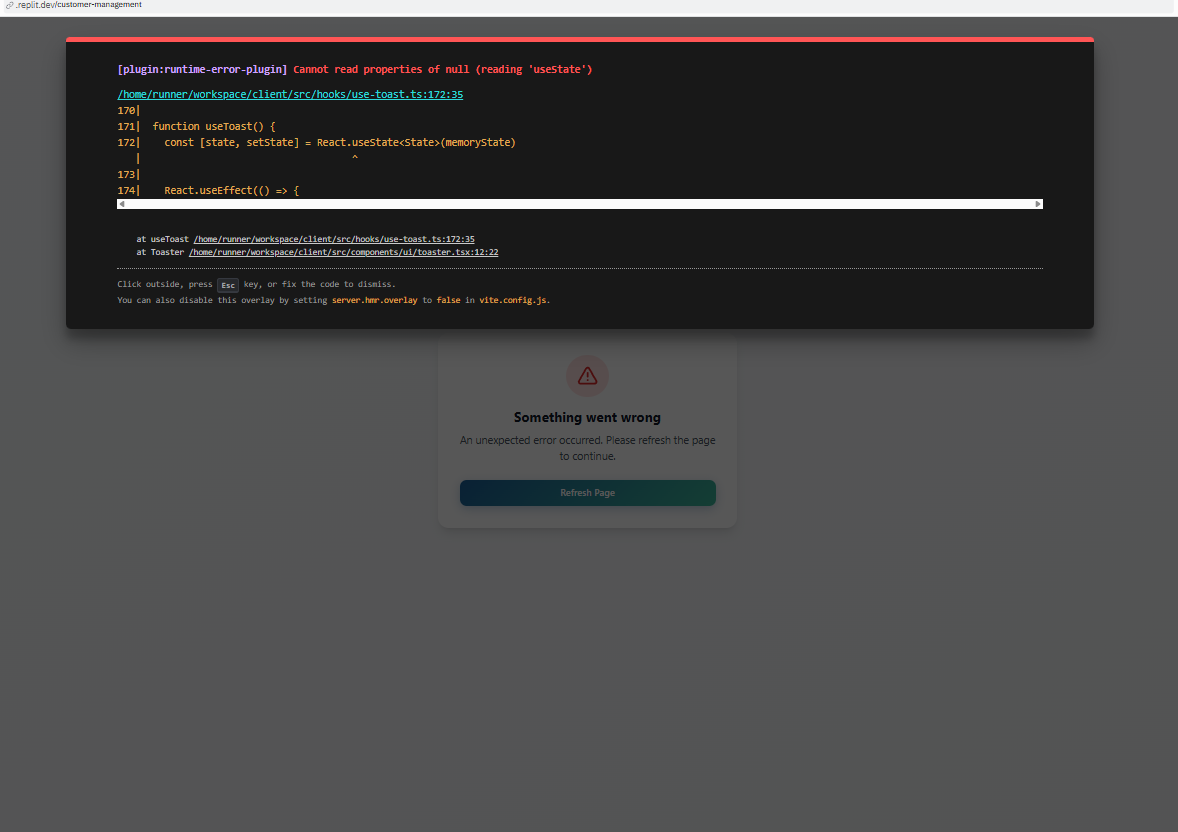 .replit.dev/customer-management
[plugin:runtime-error-plugin] Cannot read properties of null (reading 'useState')
/home/runner/workspace/client/src/hooks/use-toast.ts:172:35
170|
171|  function useToast() {
172|    const [state, setState] = React.useState<State>(memoryState)
   |                                    ^
173|
174|    React.useEffect(() => {
at useToast /home/runner/workspace/client/src/hooks/use-toast.ts:172:35
at Toaster /home/runner/workspace/client/src/components/ui/toaster.tsx:12:22
Click outside, press Esc key, or fix the code to dismiss.
You can also disable this overlay by setting server.hmr.overlay to false in vite.config.js.
Something went wrong
An unexpected error occurred. Please refresh the page
to continue.
Refresh Page